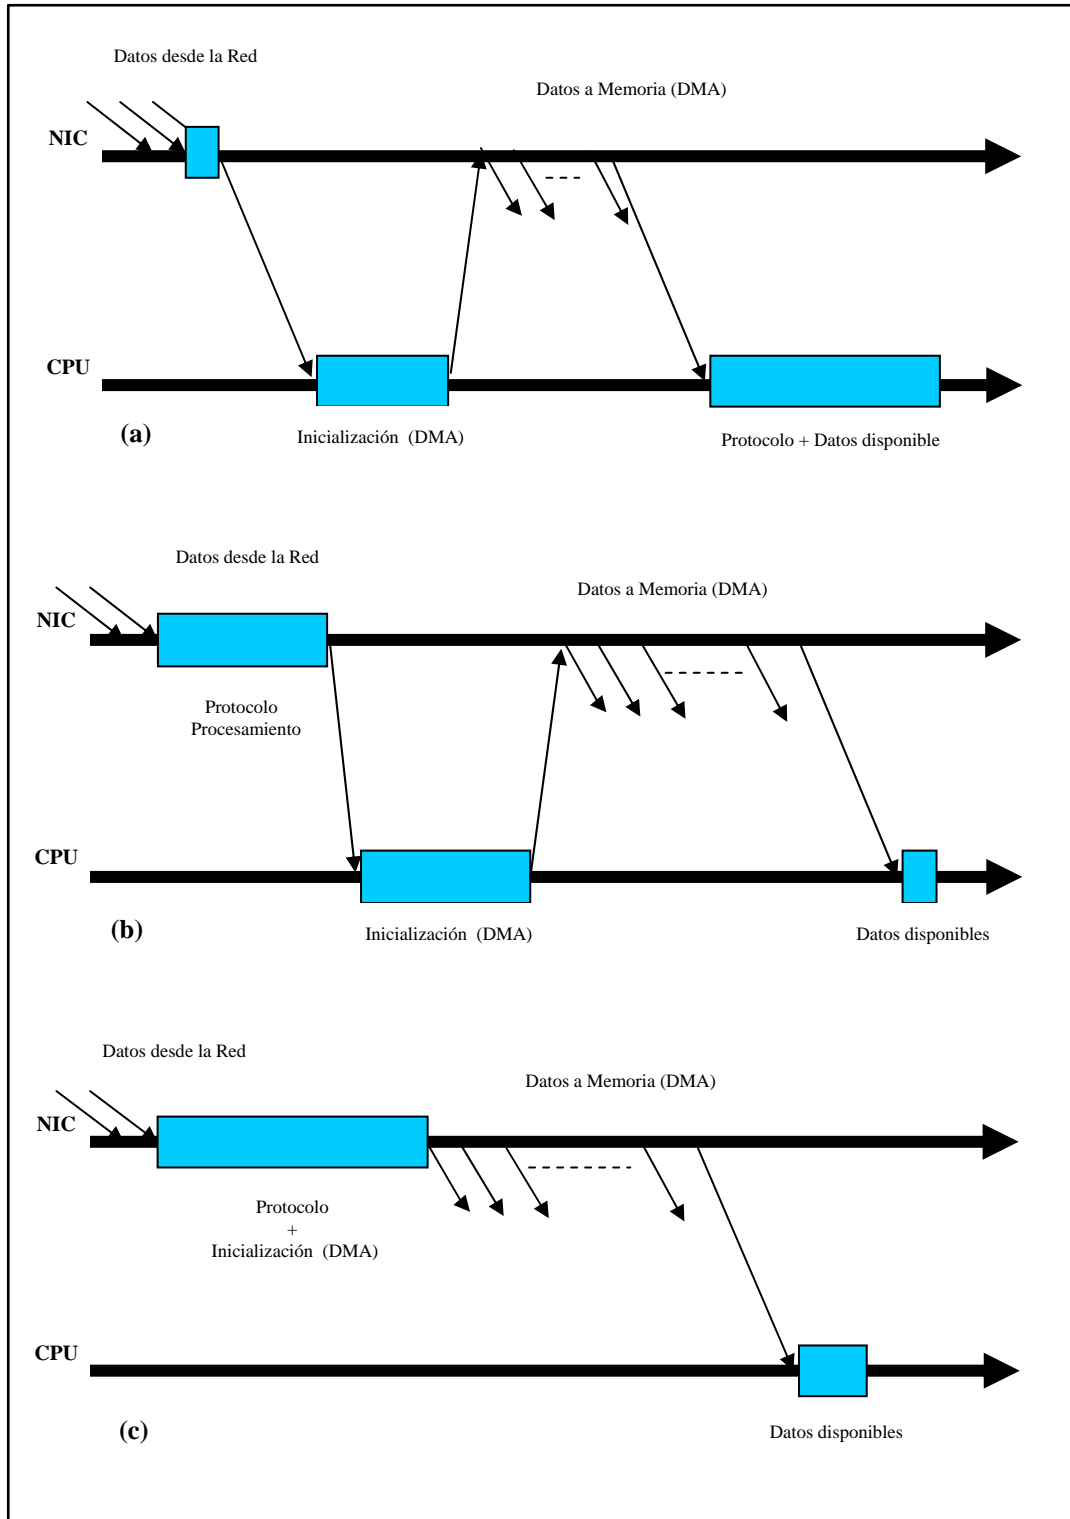 Datos desde la Red
Datos a Memoria (DMA)
NIC
CPU
(a)
Inicialización (DMA)
Protocolo + Datos disponible
Datos desde la Red
Datos a Memoria (DMA)
NIC
Protocolo
Procesamiento
CPU
(b)
Inicialización (DMA)
Datos disponibles
Datos desde la Red
Datos a Memoria (DMA)
NIC
Protocolo
+
Inicialización (DMA)
CPU
(c)
Datos disponibles